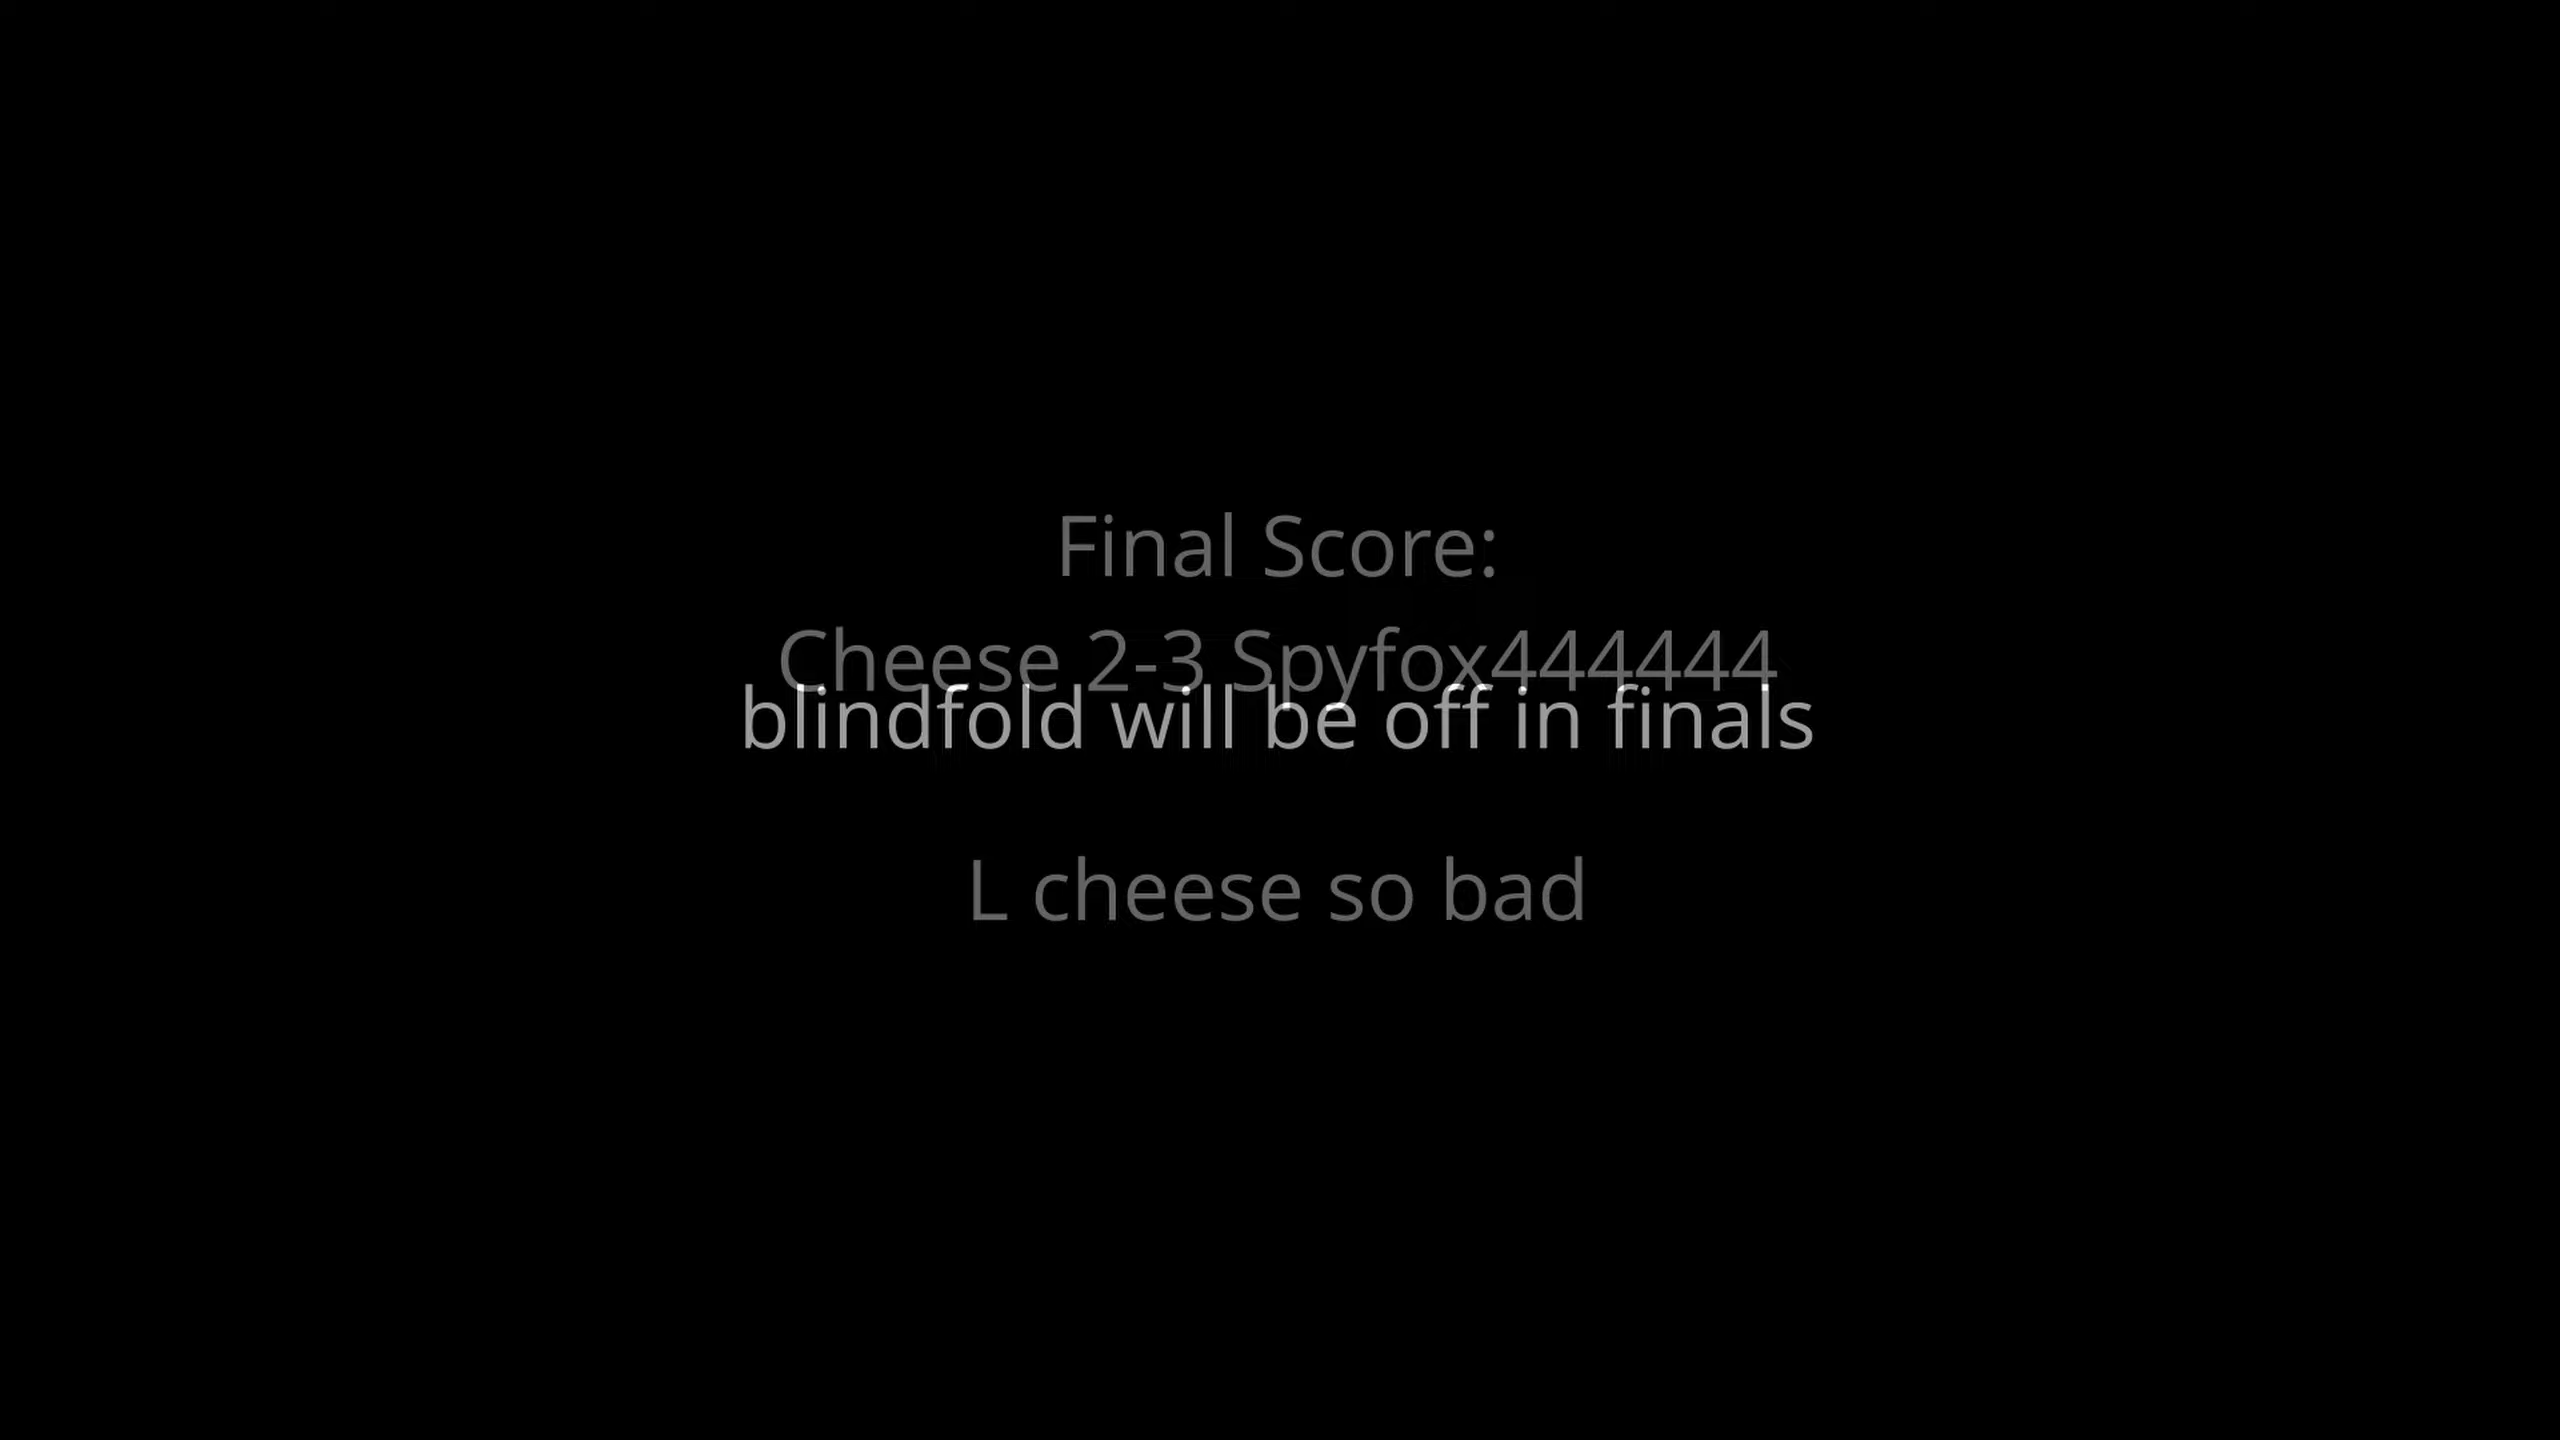 Final Score:
Cheese 2-3 Spyfox444444
blindfold will be off in finals
L cheese so bad